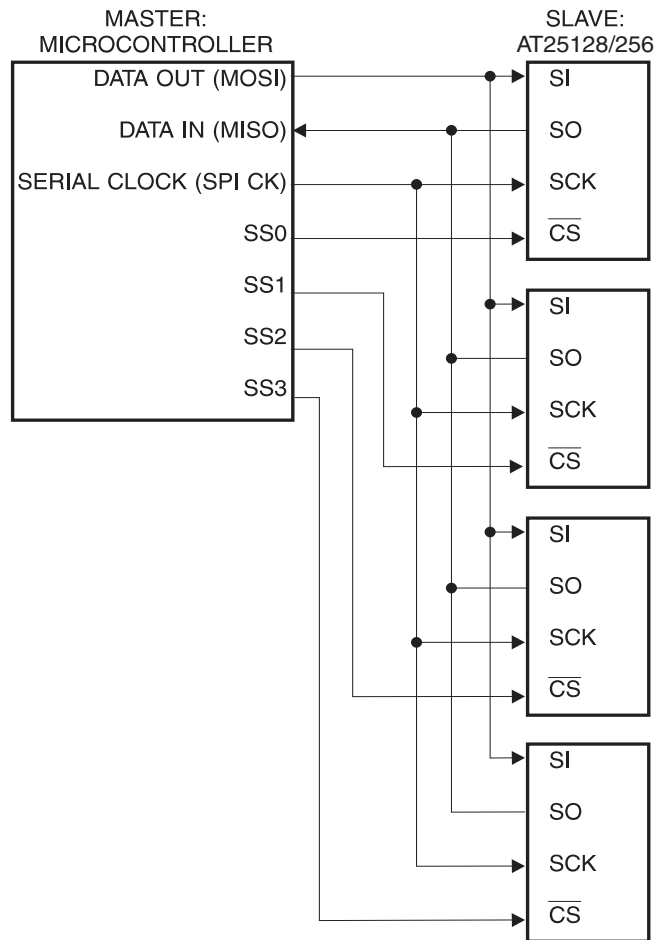 MASTER:
MICROCONTROLLER
DATA OUT (MOSI)
DATA IN (MISO)
SERIAL CLOCK (SPI CK)
SS0
SS1
SS2
SS3
SLAVE:
AT25128/256
SI
SO
SCK
CS
SI
SO
SCK
CS
SI
SO
SCK
CS
SI
SO
SCK
CS